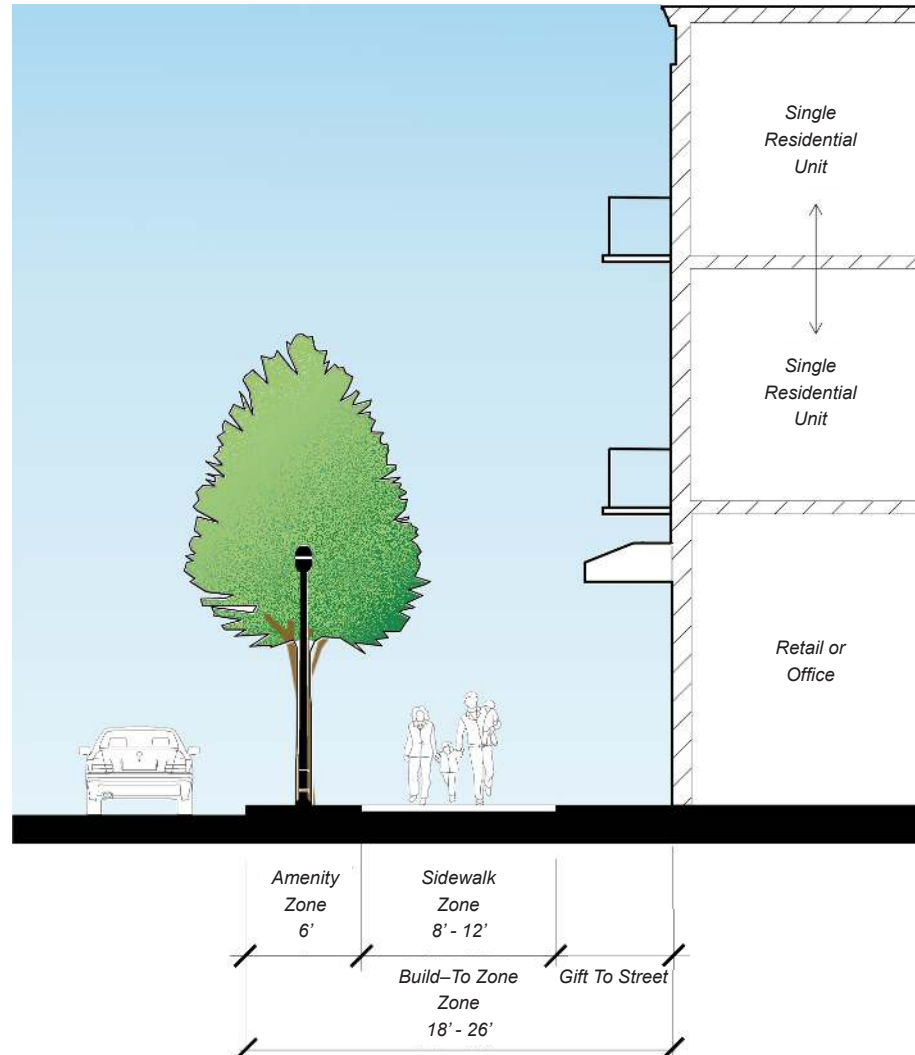 Single
Residential
Unit
Single
Residential
Unit
Retail or
Office
Amenity
Zone
6’
Sidewalk
Zone
8’ - 12’
Build–To Zone
Zone
18’ - 26’
Gift To Street